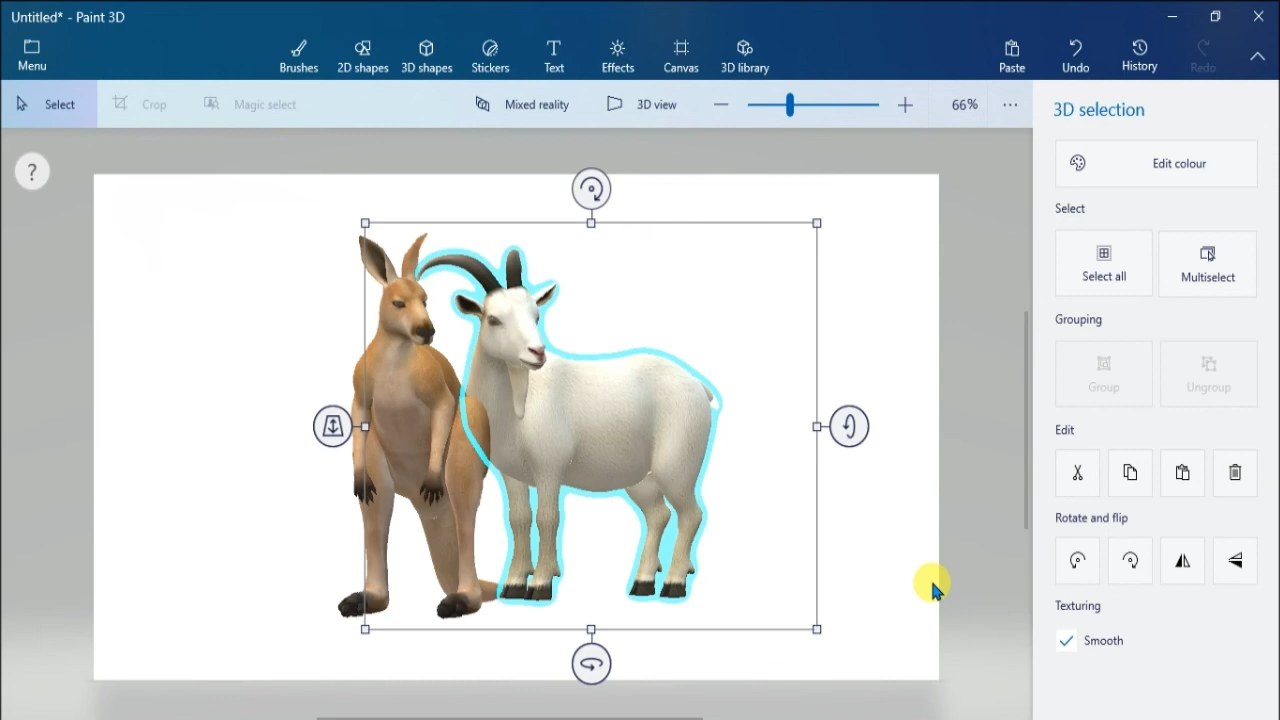 Untitled* - Paint 3D
Menu
Brushes
2D shapes
3D shapes
Stickers
Text
Effects
Canvas
3D library
Paste
Undo
History
Redo
Select
Crop
Magic select
Mixed reality
3D view
66%
?
3D selection
Edit colour
Select
Select all
Multiselect
Grouping
Group
Ungroup
Edit
Rotate and flip
Texturing
Smooth